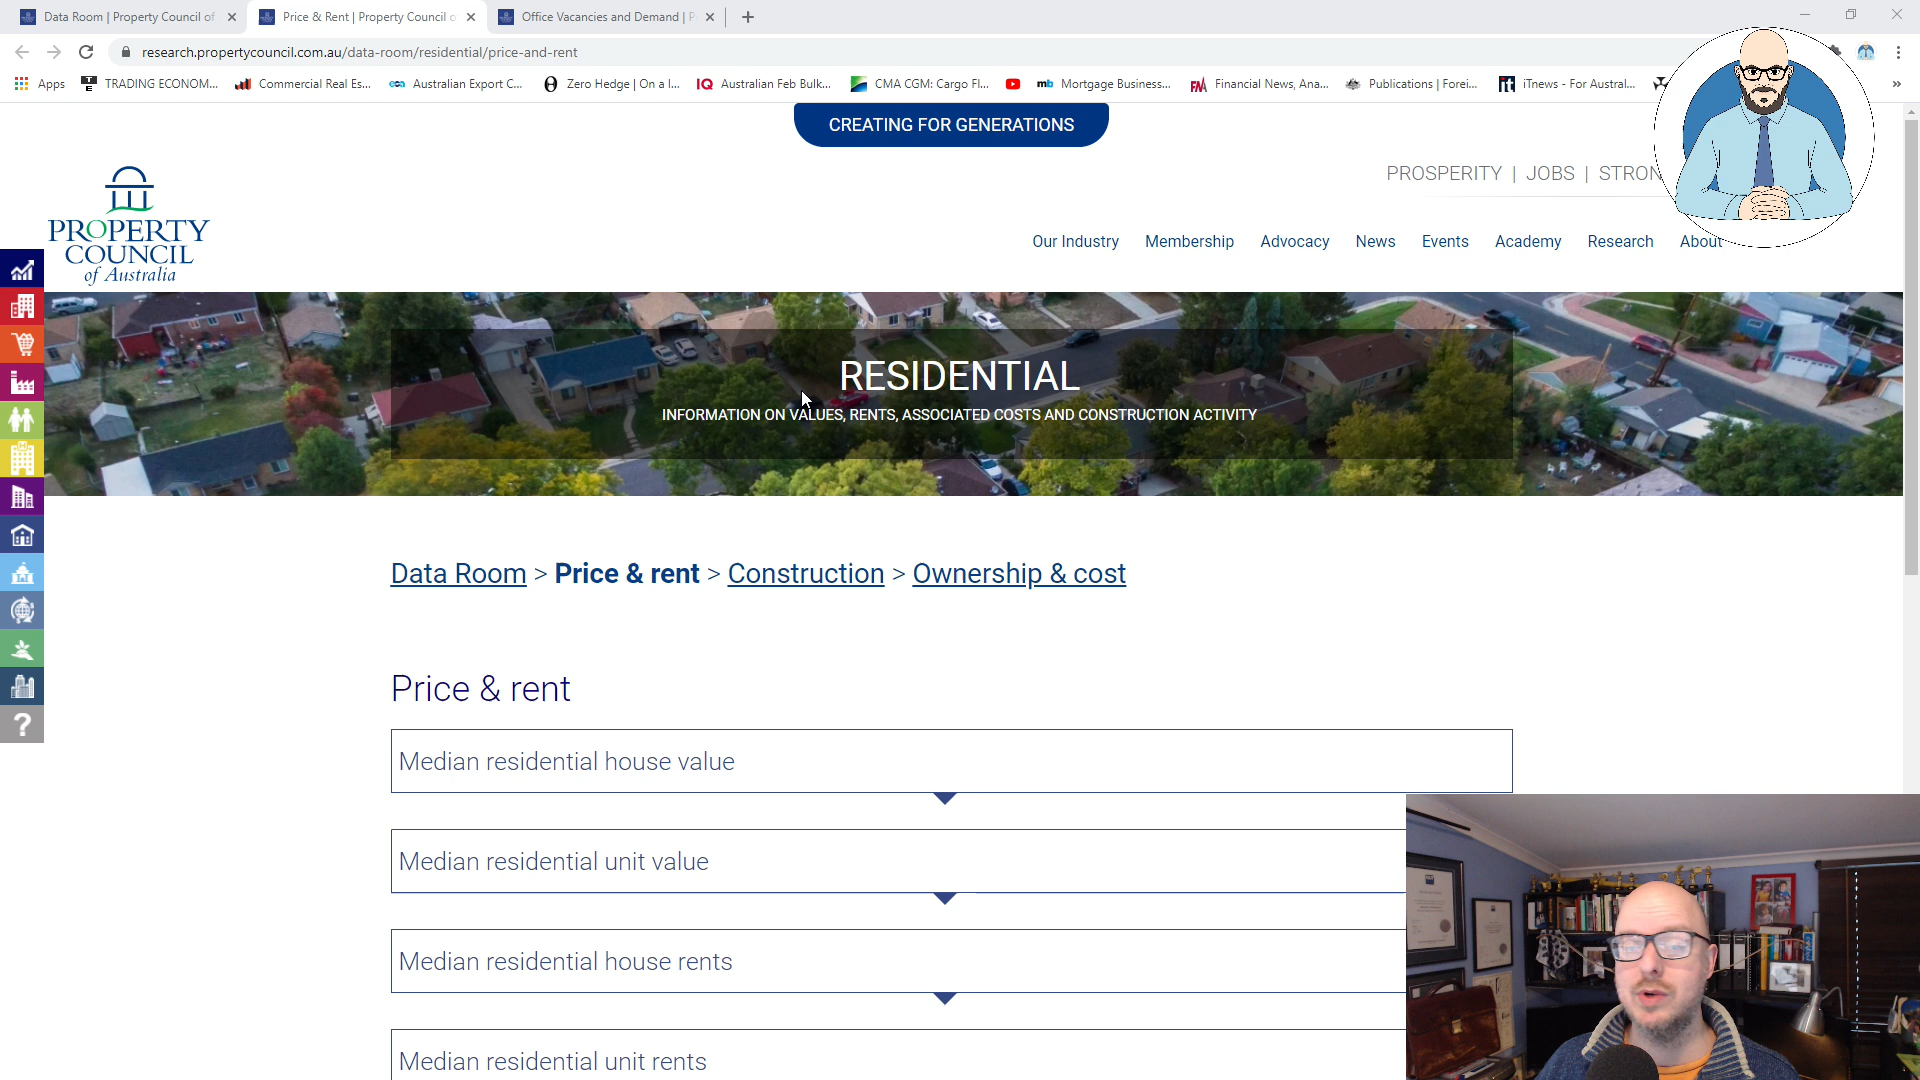 Data Room | Property Council of
Price & Rent | Property Council o
Office Vacancies and Demand | P
research.propertycouncil.com.au/data-room/residential/price-and-rent
Apps
TRADING ECONOM...
Commercial Real Es...
Australian Export C...
Zero Hedge | On a l...
IQ Australian Feb Bulk...
CMA CGM: Cargo Fl...
mb Mortgage Business...
FM Financial News, Ana...
Publications | Forei...
it iTnews - For Austral...
»
CREATING FOR GENERATIONS
PROSPERITY | JOBS | STRON
PROPERTY
COUNCIL
of Australia
Our Industry
Membership
Advocacy
News
Events
Academy
Research
About
RESIDENTIAL
INFORMATION ON VALUES, RENTS, ASSOCIATED COSTS AND CONSTRUCTION ACTIVITY
Data Room > Price & rent > Construction > Ownership & cost
Price & rent
Median residential house value
Median residential unit value
Median residential house rents
Median residential unit rents
?